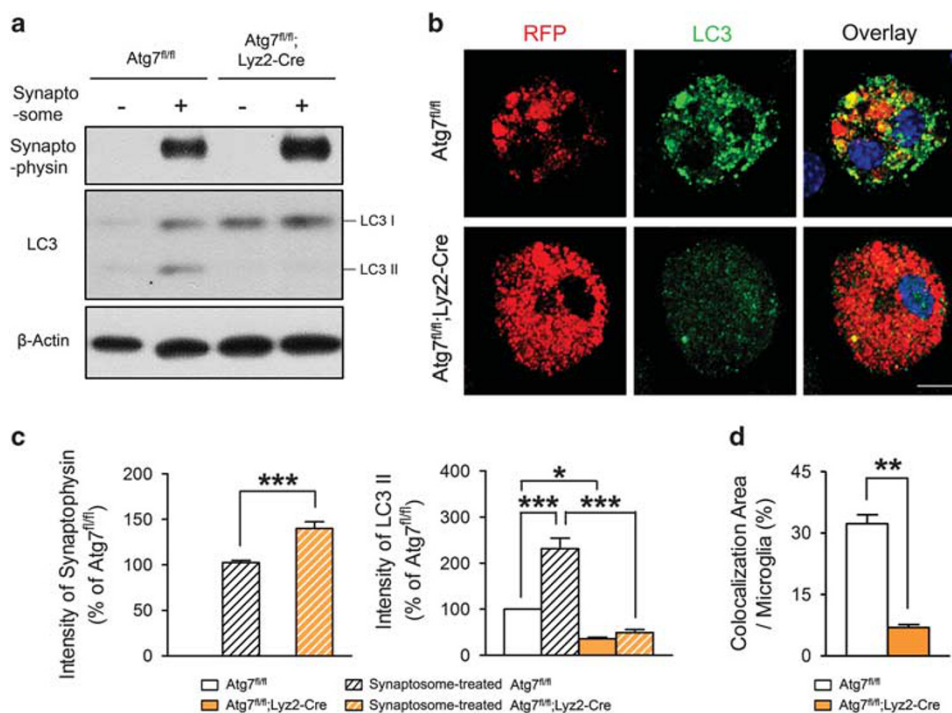 a
Atg7fl/fl
Atg7fl/fl;
Lyz2-Cre
Synapto
-some
- + - +
Synapto
-physin
LC3
LC3 I
LC3 II
β-Actin
b
RFP LC3 Overlay
Atg7fl/fl
Atg7fl/fl;Lyz2-Cre
c
Intensity of Synaptophysin
(% of Atg7fl/fl)
200
150
100
50
0
***
Intensity of LC3 II
(% of Atg7fl/fl)
400
300
200
100
0
*
*** ***
Atg7fl/fl
Synaptosome-treated Atg7fl/fl
Atg7fl/fl;Lyz2-Cre
Synaptosome-treated Atg7fl/fl;Lyz2-Cre
d
Colocalization Area
/ Microglia (%)
45
30
15
0
**
Atg7fl/fl
Atg7fl/fl;Lyz2-Cre